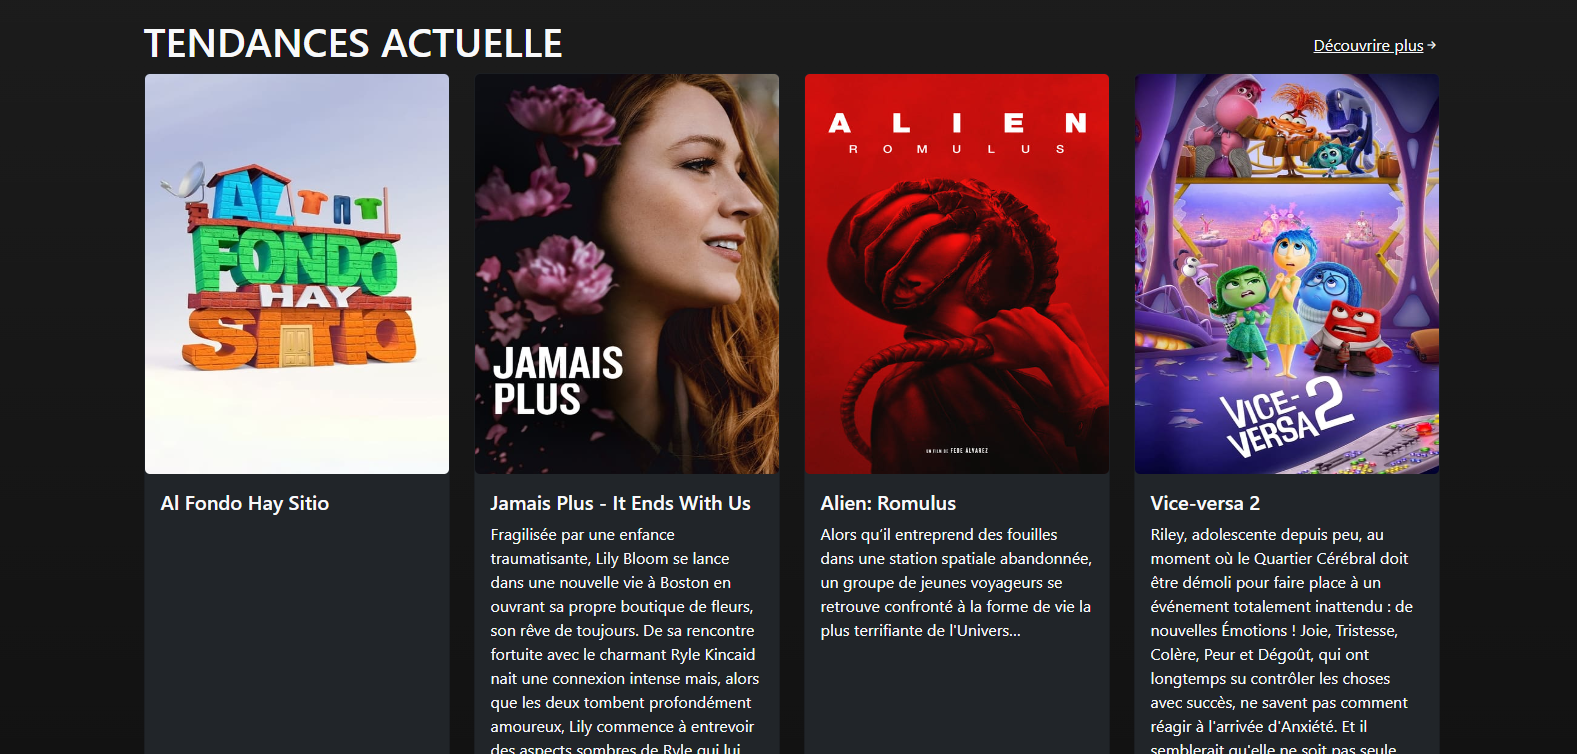 TENDANCES ACTUELLE
Découvrire plus →
AL
FONDO
HAY
SITIO
JAMAIS
PLUS
ALIEN
ROMULUS
UN FILM DE FEDE ALVAREZ
VICE-
VERSA 2
Al Fondo Hay Sitio
Jamais Plus - It Ends With Us
Fragilisée par une enfance
traumatisante, Lily Bloom se lance
dans une nouvelle vie à Boston en
ouvrant sa propre boutique de fleurs,
son rêve de toujours. De sa rencontre
fortuite avec le charmant Ryle Kincaid
nait une connexion intense mais, alors
que les deux tombent profondément
amoureux, Lily commence à entrevoir
des aspects sombres de Ryle qui lui
Alien: Romulus
Alors qu’il entreprend des fouilles
dans une station spatiale abandonnée,
un groupe de jeunes voyageurs se
retrouve confronté à la forme de vie la
plus terrifiante de l'Univers…
Vice-versa 2
Riley, adolescente depuis peu, au
moment où le Quartier Cérébral doit
être démoli pour faire place à un
événement totalement inattendu : de
nouvelles Émotions ! Joie, Tristesse,
Colère, Peur et Dégoût, qui ont
longtemps su contrôler les choses
avec succès, ne savent pas comment
réagir à l'arrivée d'Anxiété. Et il
semblerait qu'elle ne soit pas seule.